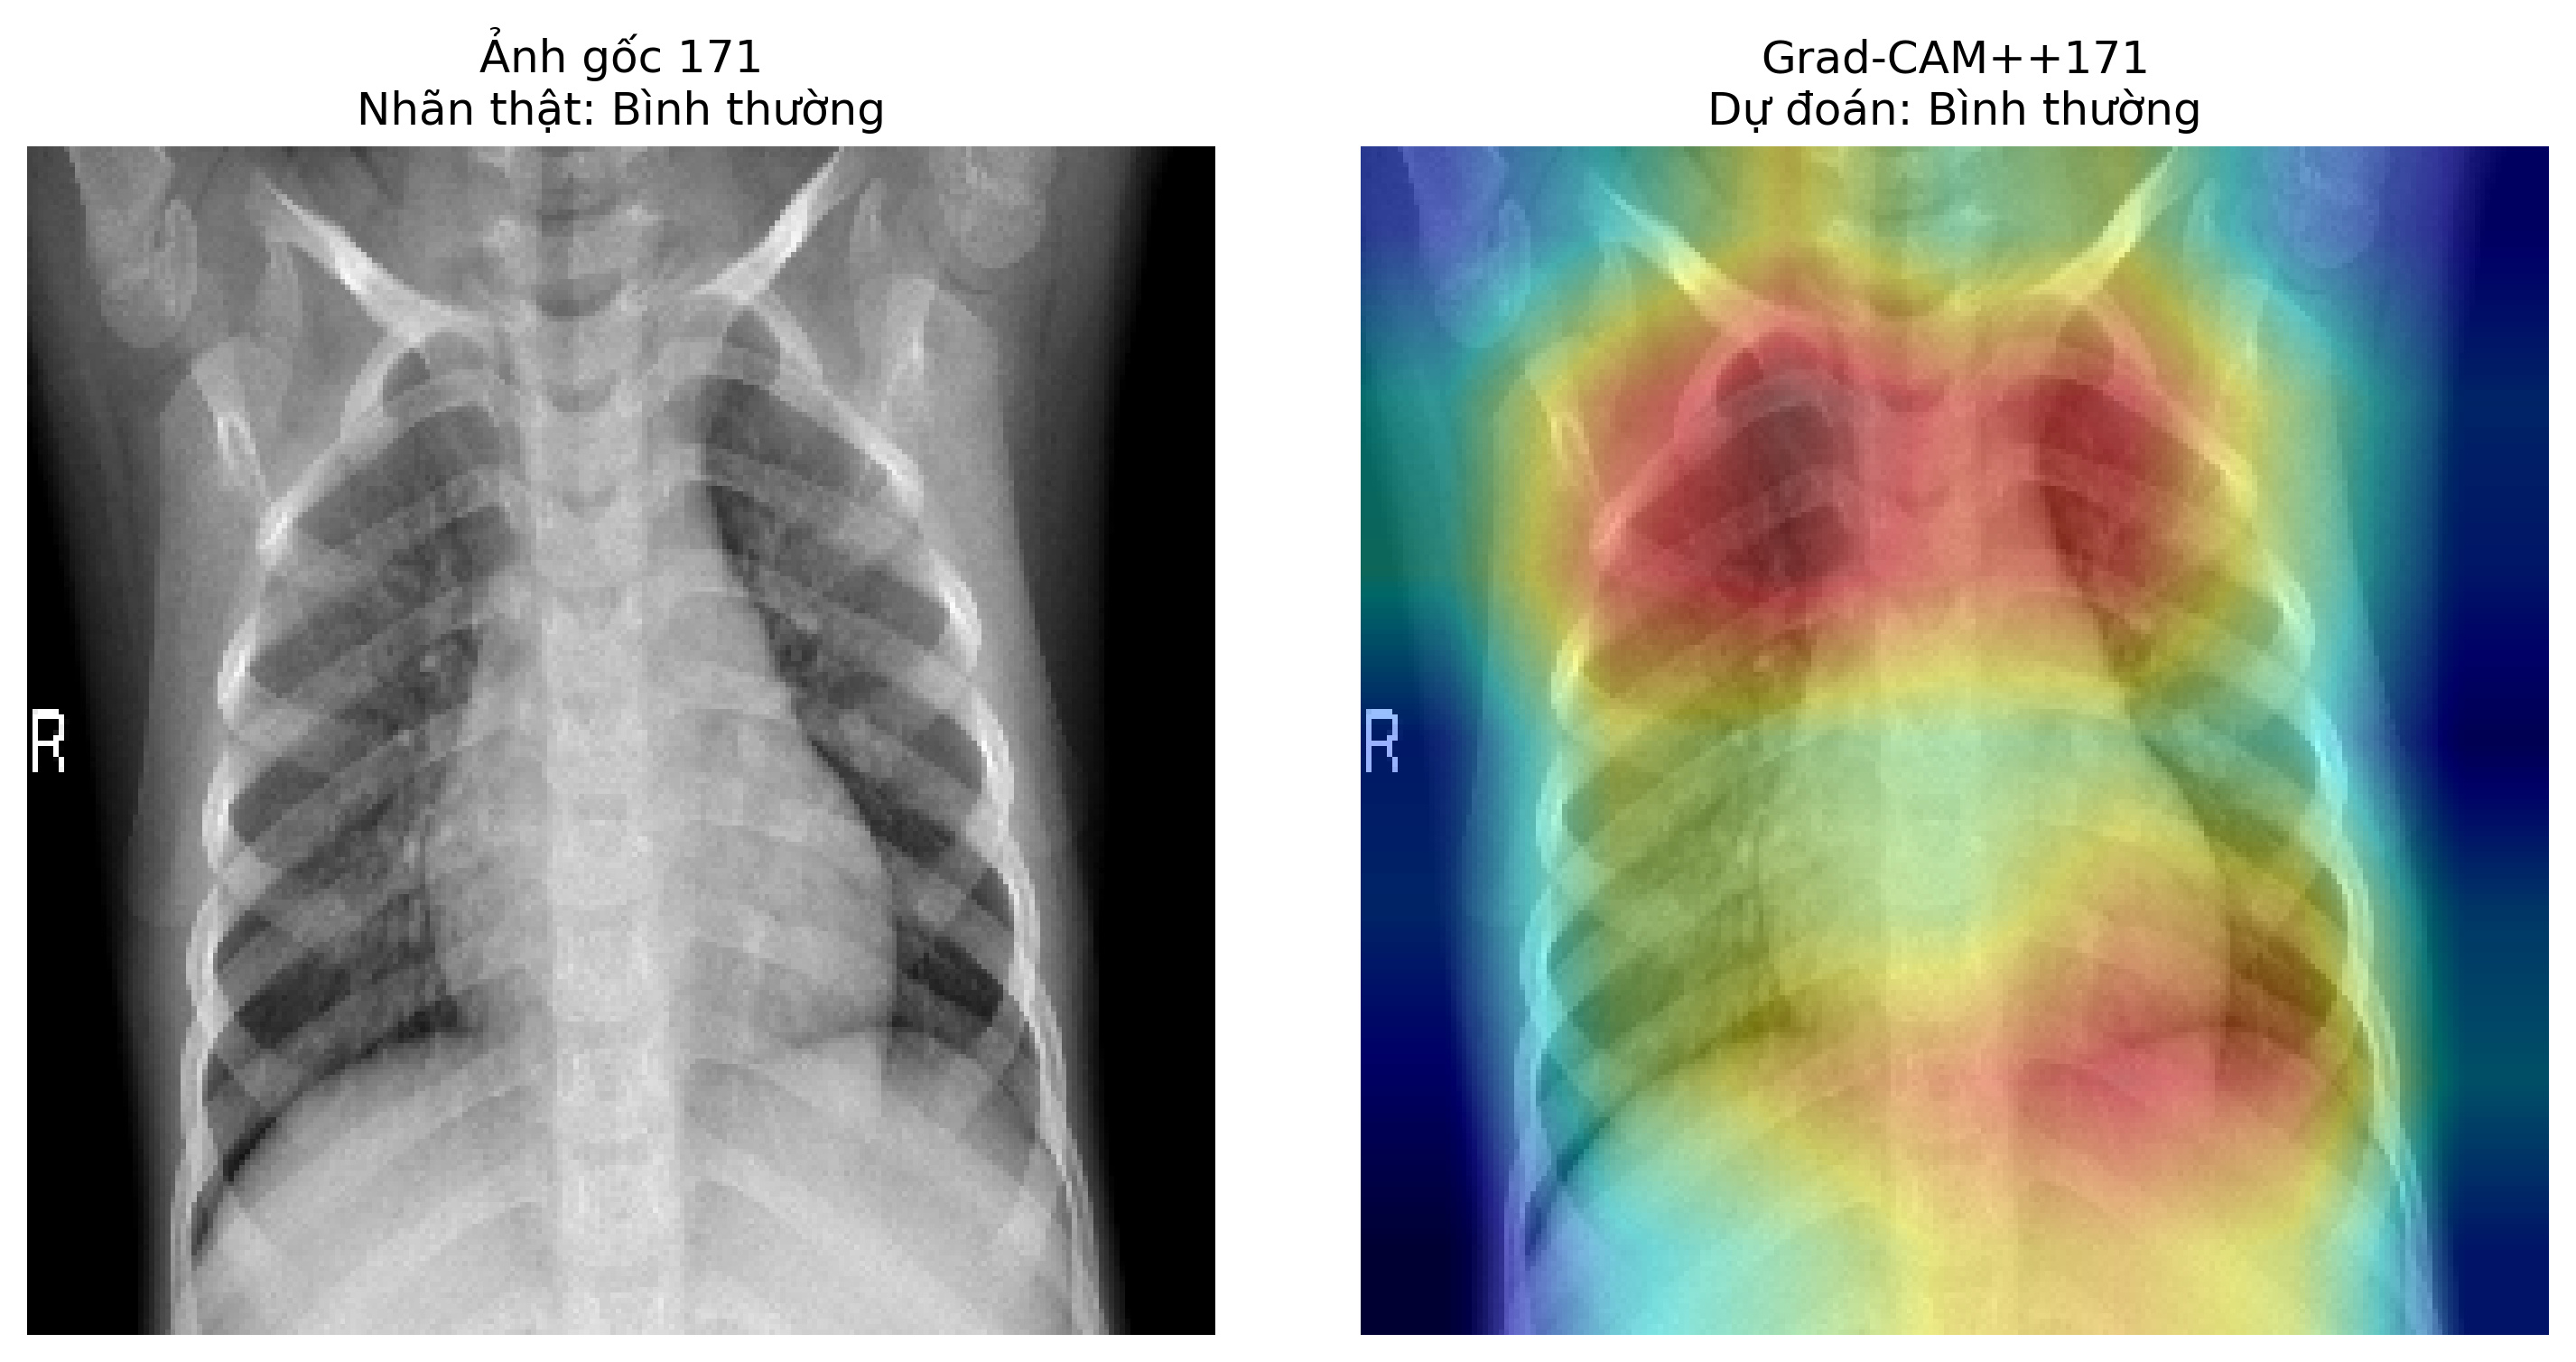 Ảnh gốc 171
Nhãn thật: Bình thường
Grad-CAM++171
Dự đoán: Bình thường
R
R